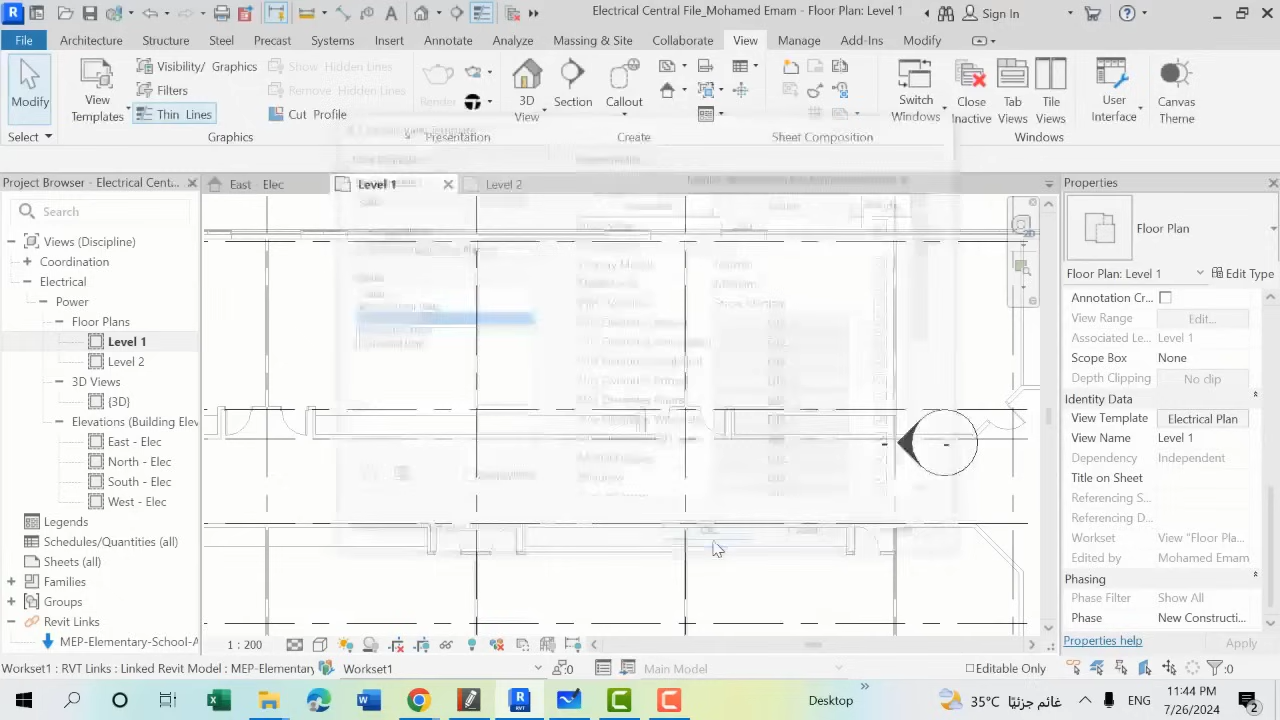 Electrical Central File_Mohamed Emam - Floor Plan: Level 1
Sign In
File Architecture Structure Steel Precast Systems Insert Annotate Analyze Massing & Site Collabora View Manage Add-Ins Modify
Modify
Select
View Templates
Visibility/ Graphics
Filters
Thin Lines
Show Hidden Lines
Remove Hidden Lines
Cut Profile
Graphics
Render
Presentation
3D View
Section
Callout
Create
Sheet Composition
Switch Windows
Close Inactive
Tab Views
Tile Views
User Interface
Windows
Canvas Theme
Project Browser - Electrical Cent...
Search
Views (Discipline)
Coordination
Electrical
Power
Floor Plans
Level 1
Level 2
3D Views
{3D}
Elevations (Building Elev
East - Elec
North - Elec
South - Elec
West - Elec
Legends
Schedules/Quantities (all)
Sheets (all)
Families
Groups
Revit Links
MEP-Elementary-School-A
East Elec
Level 1
Level 2
1 : 200
Properties
Floor Plan
Floor Plan: Level 1
Edit Type
Annotation Cr...
View Range Edit...
Associated Le... Level 1
Scope Box None
Depth Clipping No clip
Identity Data
View Template Electrical Plan
View Name Level 1
Dependency Independent
Title on Sheet
Referencing S...
Referencing D...
Workset View "Floor Pla...
Edited by Mohamed Emam
Phasing
Phase Filter Show All
Phase New Constructi...
Properties help
Apply
Workset1 : RVT Links : Linked Revit Model : MEP-Elementary
Workset1
:0
Main Model
Editable Only
:0
Desktop
35°C غائم جزئيًا
ENG
11:44 PM
7/26/2024
2